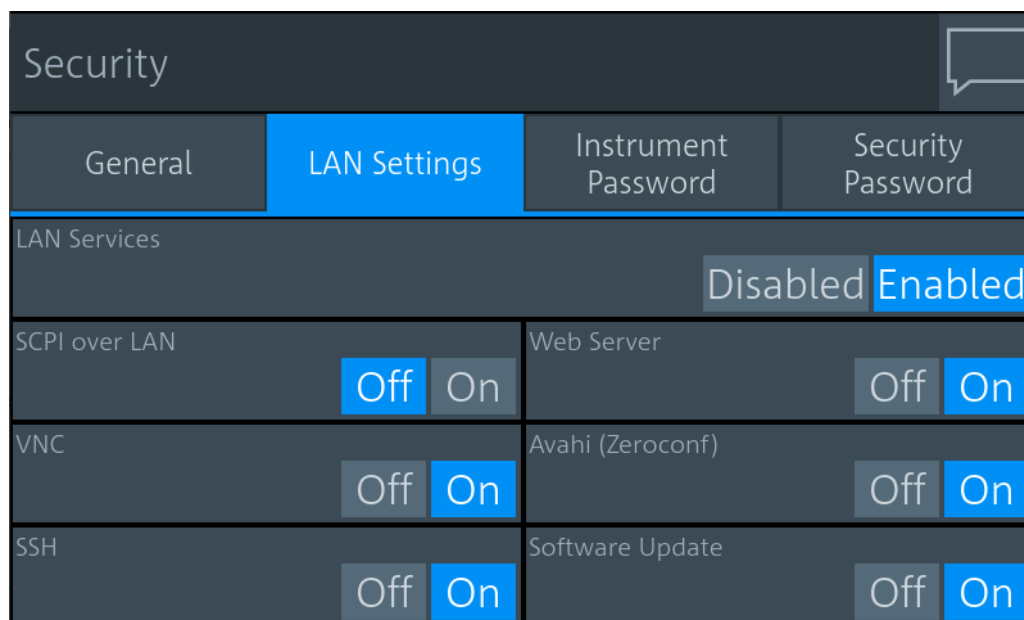 Security
General
LAN Settings
Instrument
Password
Security
Password
LAN Services
Disabled Enabled
SCPI over LAN
Off On
Web Server
Off On
VNC
Off On
Avahi (Zeroconf)
Off On
SSH
Off On
Software Update
Off On